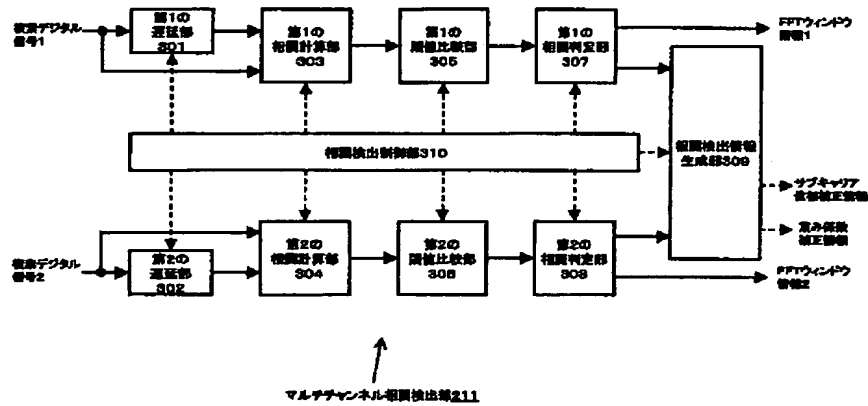 検索デジタル
信号1
第1の
遅延部
301
第1の
相関計算部
303
第1の
閾値比較部
305
第1の
相関判定部
307
FFTウィンドウ
情報1
相関検出制御部310
相関検出情報
生成部309
サブキャリア
位相補正情報
重み係数
補正情報
検索デジタル
信号2
第2の
遅延部
302
第2の
相関計算部
304
第2の
閾値比較部
306
第2の
相関判定部
308
FFTウィンドウ
情報2
マルチチャンネル相関検出部211